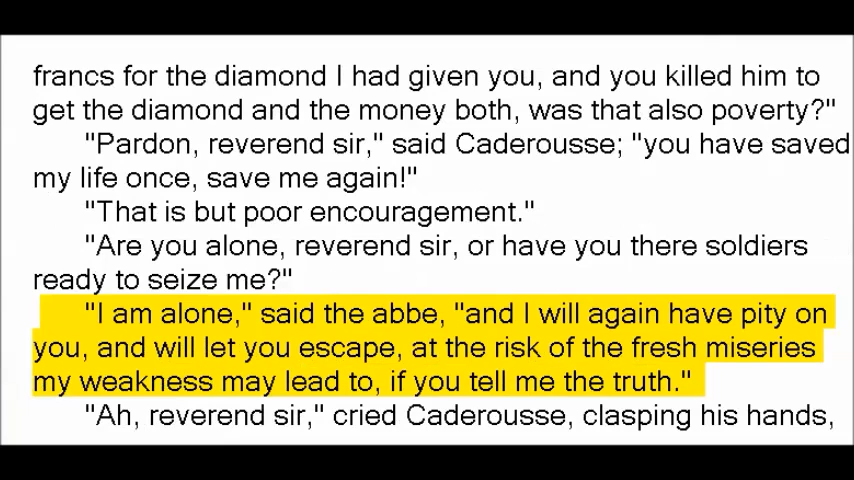 francs for the diamond I had given you, and you killed him to
get the diamond and the money both, was that also poverty?"
"Pardon, reverend sir," said Caderousse; "you have saved
my life once, save me again!"
"That is but poor encouragement."
"Are you alone, reverend sir, or have you there soldiers
ready to seize me?"
"I am alone," said the abbe, "and I will again have pity on
you, and will let you escape, at the risk of the fresh miseries
my weakness may lead to, if you tell me the truth."
"Ah, reverend sir," cried Caderousse, clasping his hands,